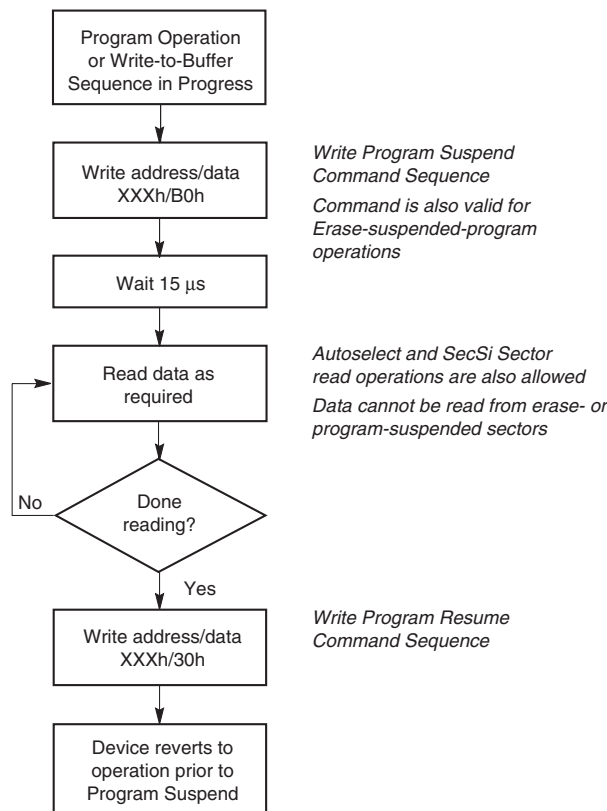 Program Operation
or Write-to-Buffer
Sequence in Progress
Write address/data
XXXh/B0h
Write Program Suspend
Command Sequence
Command is also valid for
Erase-suspended-program
operations
Wait 15 μs
Read data as
required
Autoselect and SecSi Sector
read operations are also allowed
Data cannot be read from erase- or
program-suspended sectors
No
Done
reading?
Yes
Write address/data
XXXh/30h
Write Program Resume
Command Sequence
Device reverts to
operation prior to
Program Suspend